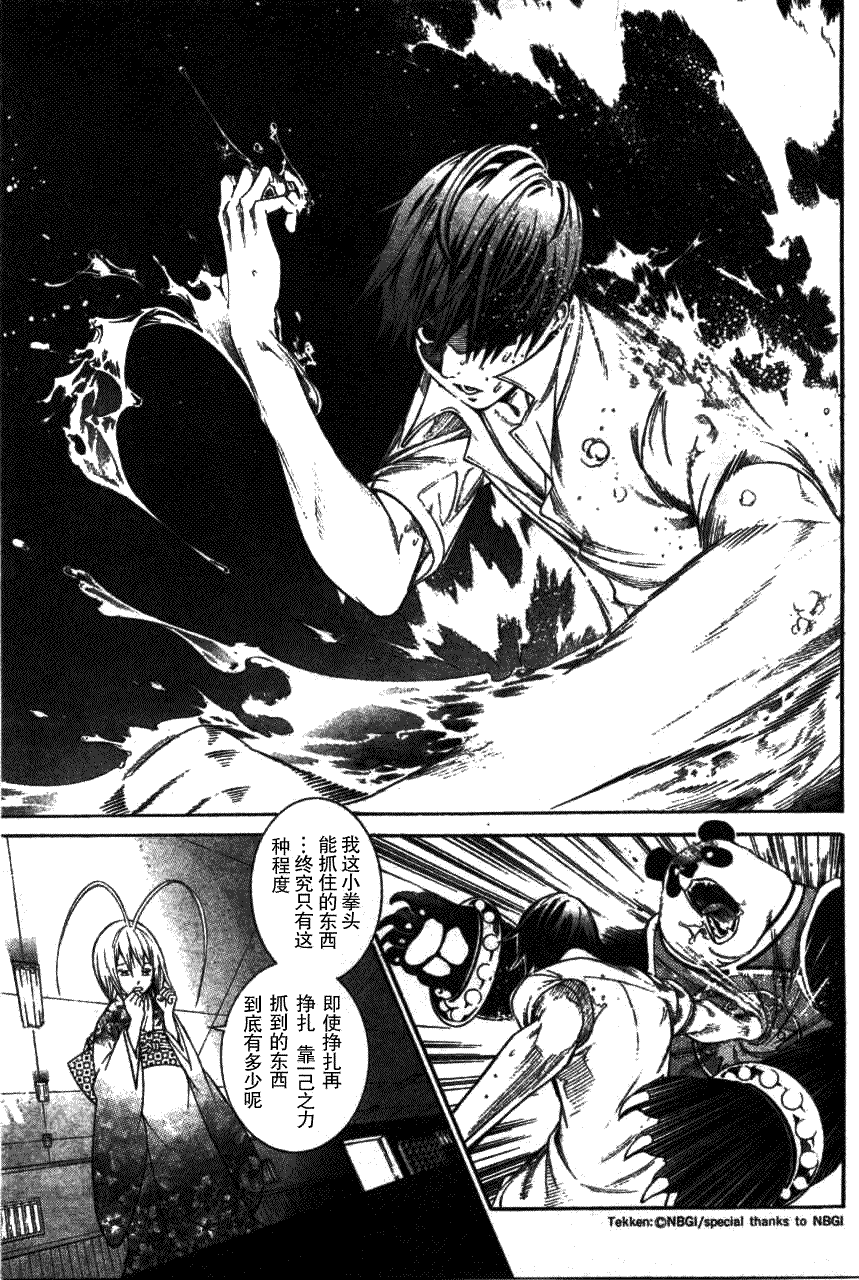 我这小拳头
能抓住的东西
…终究只有这
种程度
即使挣扎再
挣扎 靠一己之力
抓到的东西
到底有多少呢
Tekken:©NBGI/special thanks to NBGI